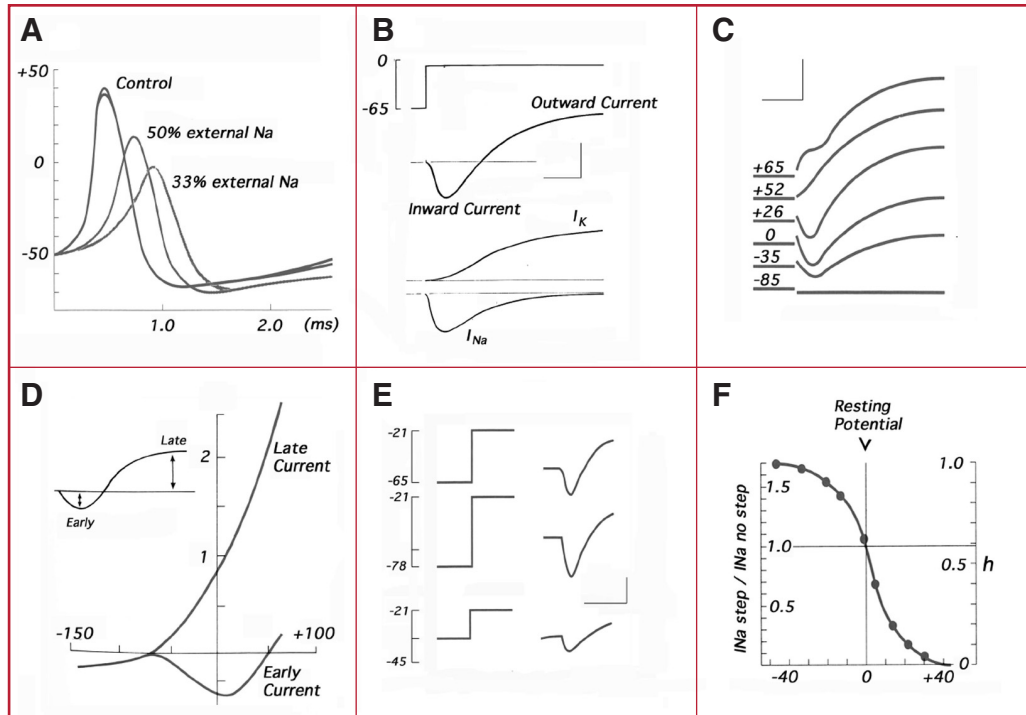 A
+50
0
-50
Control
50% external Na
33% external Na
1.0
2.0
(ms)
B
0
-65
Outward Current
Inward Current
IK
INa
C
+65
+52
+26
0
-35
-85
D
Late
Early
2
1
Late
Current
-150
+100
Early
Current
E
-21
-65
-21
-78
-21
-45
F
Resting
Potential
INa step / INa no step
1.5
1.0
0.5
1.0
0.5
0
h
-40
0
+40